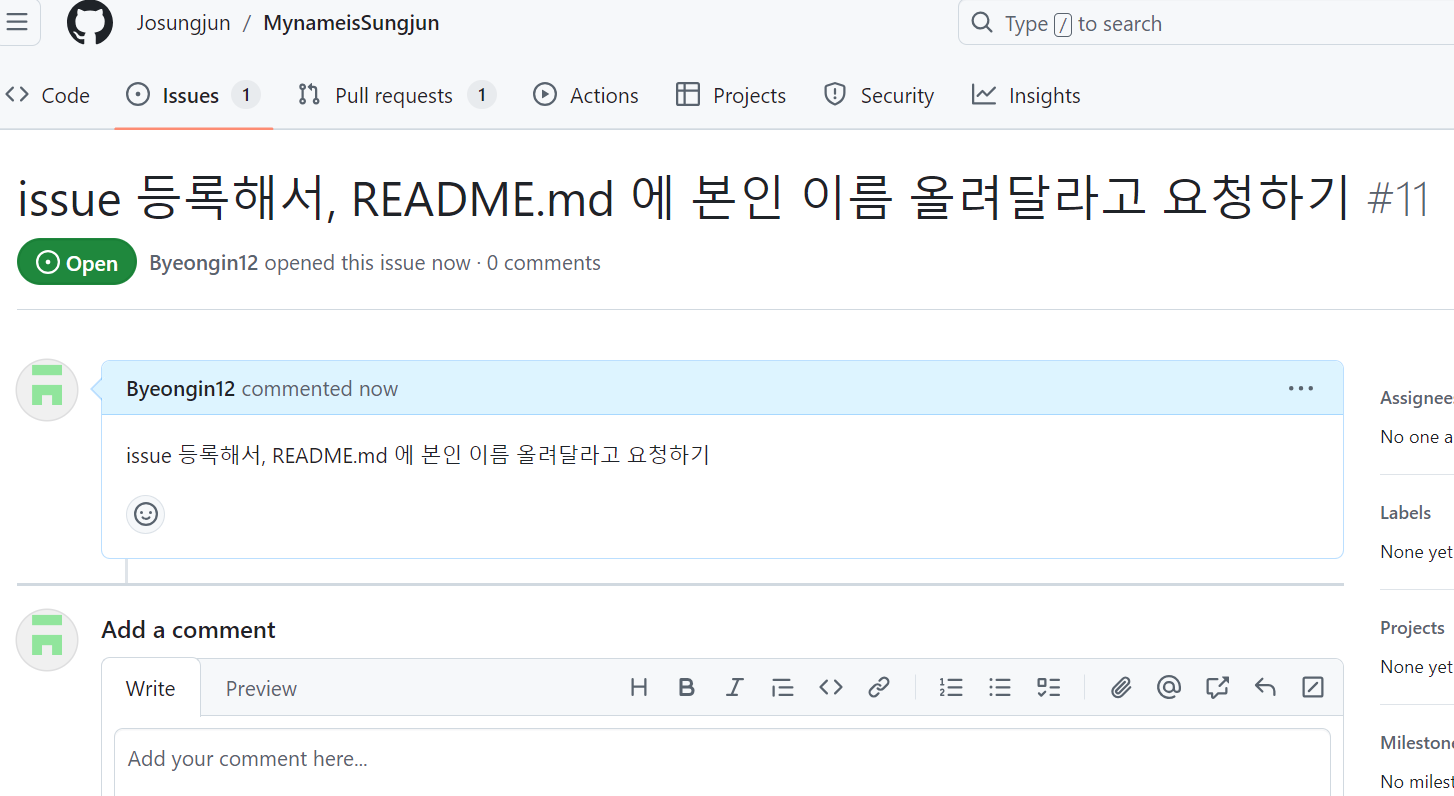 Josungjun / MynameisSungjun
Type / to search
Code Issues 1 Pull requests 1 Actions Projects Security Insights
issue 등록해서, README.md 에 본인 이름 올려달라고 요청하기 #11
Open Byeongin12 opened this issue now · 0 comments
Byeongin12 commented now
issue 등록해서, README.md 에 본인 이름 올려달라고 요청하기
Assignee
No one a
Labels
None yet
Projects
None yet
Mileston
No milest
Add a comment
Write Preview
Add your comment here...